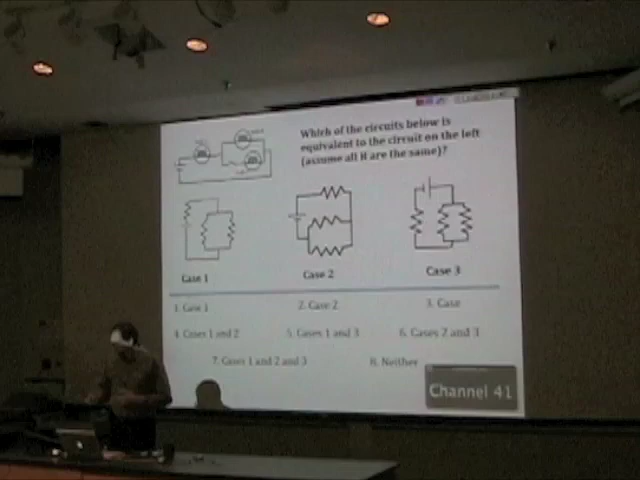 Which of the circuits below is
equivalent to the circuit on the left
(assume all R are the same)?
Case 1
Case 2
Case 3
1. Case 1
2. Case 2
3. Case
4. Cases 1 and 2
5. Cases 1 and 3
6. Cases 2 and 3
7. Cases 1 and 2 and 3
8. Neither
Channel 41